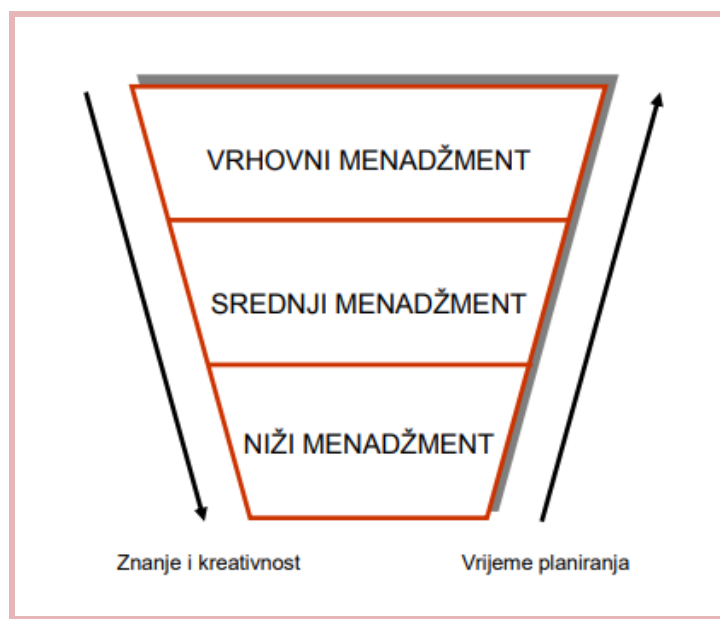 VRHOVNI MENADŽMENT
SREDNJI MENADŽMENT
NIŽI MENADŽMENT
Znanje i kreativnost
Vrijeme planiranja